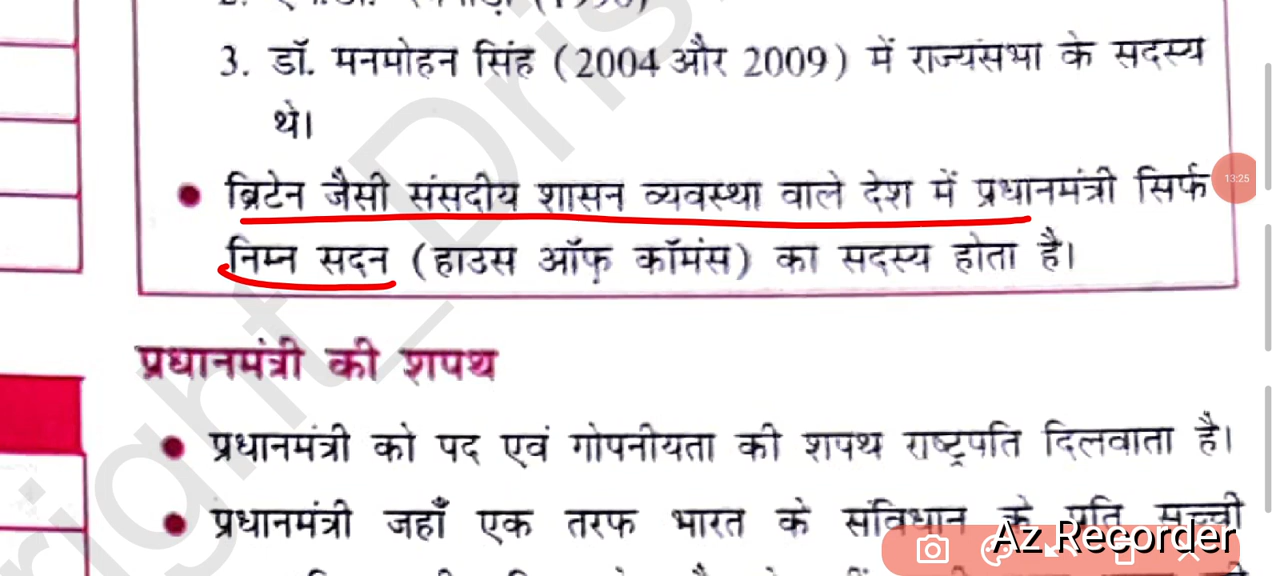 3. डॉ. मनमोहन सिंह (2004 और 2009) में राज्यसभा के सदस्य
थे।
● ब्रिटेन जैसी संसदीय शासन व्यवस्था वाले देश में प्रधानमंत्री सिर्फ
निम्न सदन (हाउस ऑफ कॉमंस) का सदस्य होता है।
13:25
प्रधानमंत्री की शपथ
● प्रधानमंत्री को पद एवं गोपनीयता की शपथ राष्ट्रपति दिलवाता है।
● प्रधानमंत्री जहाँ एक तरफ भारत के संविधान के प्रति सच्ची
Az Recorder